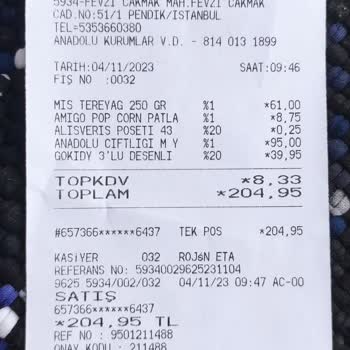 5934-FEVZI CAKMAK MAH.FEVZI CAKMAK
CAD.NO:51/1 PENDIK/ISTANBUL
TEL=5353660380
ANADOLU KURUMLAR V.D. - 814 013 1899
TARIH:04/11/2023 SAAT:09:46
FIS NO :0032
MIS TEREYAG 250 GR %1 *61,00
AMIGO POP CORN PATLA %1 *8,75
ALISVERIS POSETI 43 %20 *0,25
ANADOLU CIFTLIGI M Y %1 *95,00
GOKIDY 3'LU DESENLI %20 *39,95
TOPKDV *8,33
TOPLAM *204,95
#657366******6437 TEK POS *204,95
KASIYER 032 ROJéN ETA
REFERANS NO: 59340029625231104
9625 5934/002/032 04/11/23 09:47 AC-00
SATIŞ
657366******6437
*204,95 TL
REF NO : 9501211488
ONAY KODU : 211488